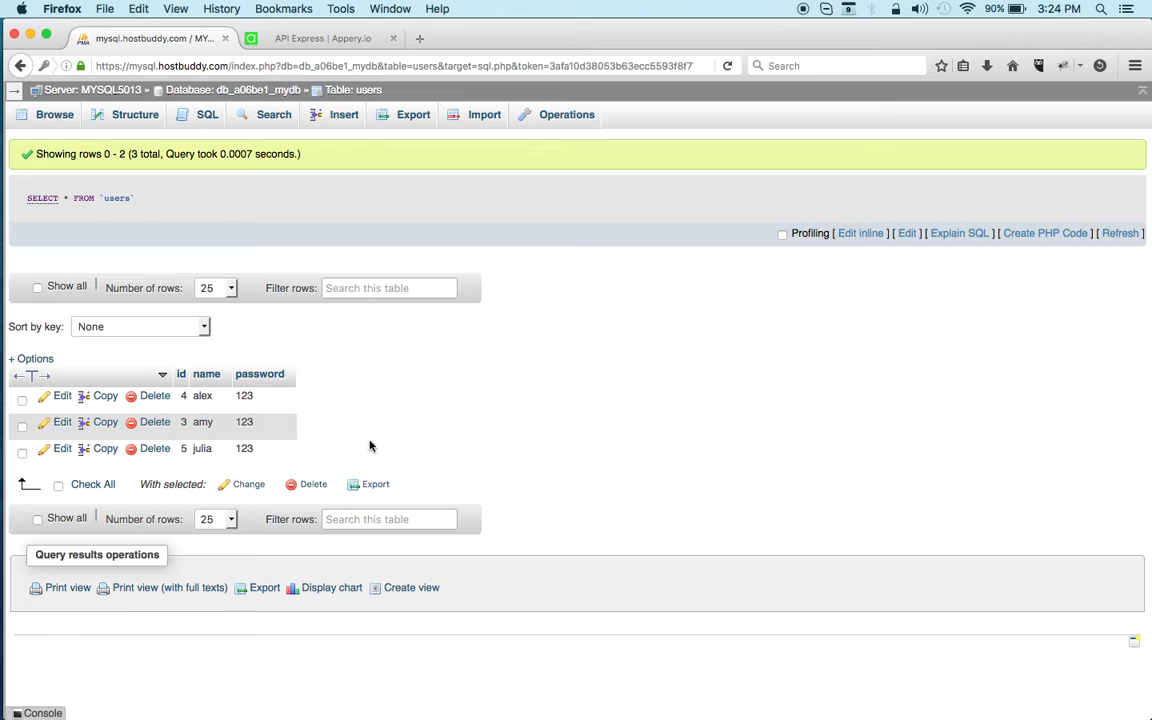 Firefox File Edit View History Bookmarks Tools Window Help 9 90% 3:24 PM
PMA mysql.hostbuddy.com / MY... × API Express | Appery.io × +
https://mysql.hostbuddy.com/index.php?db=db_a06be1_mydb&table=users&target=sql.php&token=3afa10d38053b63ecc5593f8f7 Search
Server: MYSQL5013 » Database: db_a06be1_mydb » Table: users
Browse Structure SQL Search Insert Export Import Operations
Showing rows 0 - 2 (3 total, Query took 0.0007 seconds.)
SELECT * FROM `users`
Profiling [ Edit inline ] [ Edit ] [ Explain SQL ] [ Create PHP Code ] [ Refresh ]
Show all | Number of rows: 25 Filter rows: Search this table
Sort by key: None
+ Options
←T→ id name password
Edit Copy Delete 4 alex 123
Edit Copy Delete 3 amy 123
Edit Copy Delete 5 julia 123
Check All With selected: Change Delete Export
Show all | Number of rows: 25 Filter rows: Search this table
Query results operations
Print view Print view (with full texts) Export Display chart Create view
Console